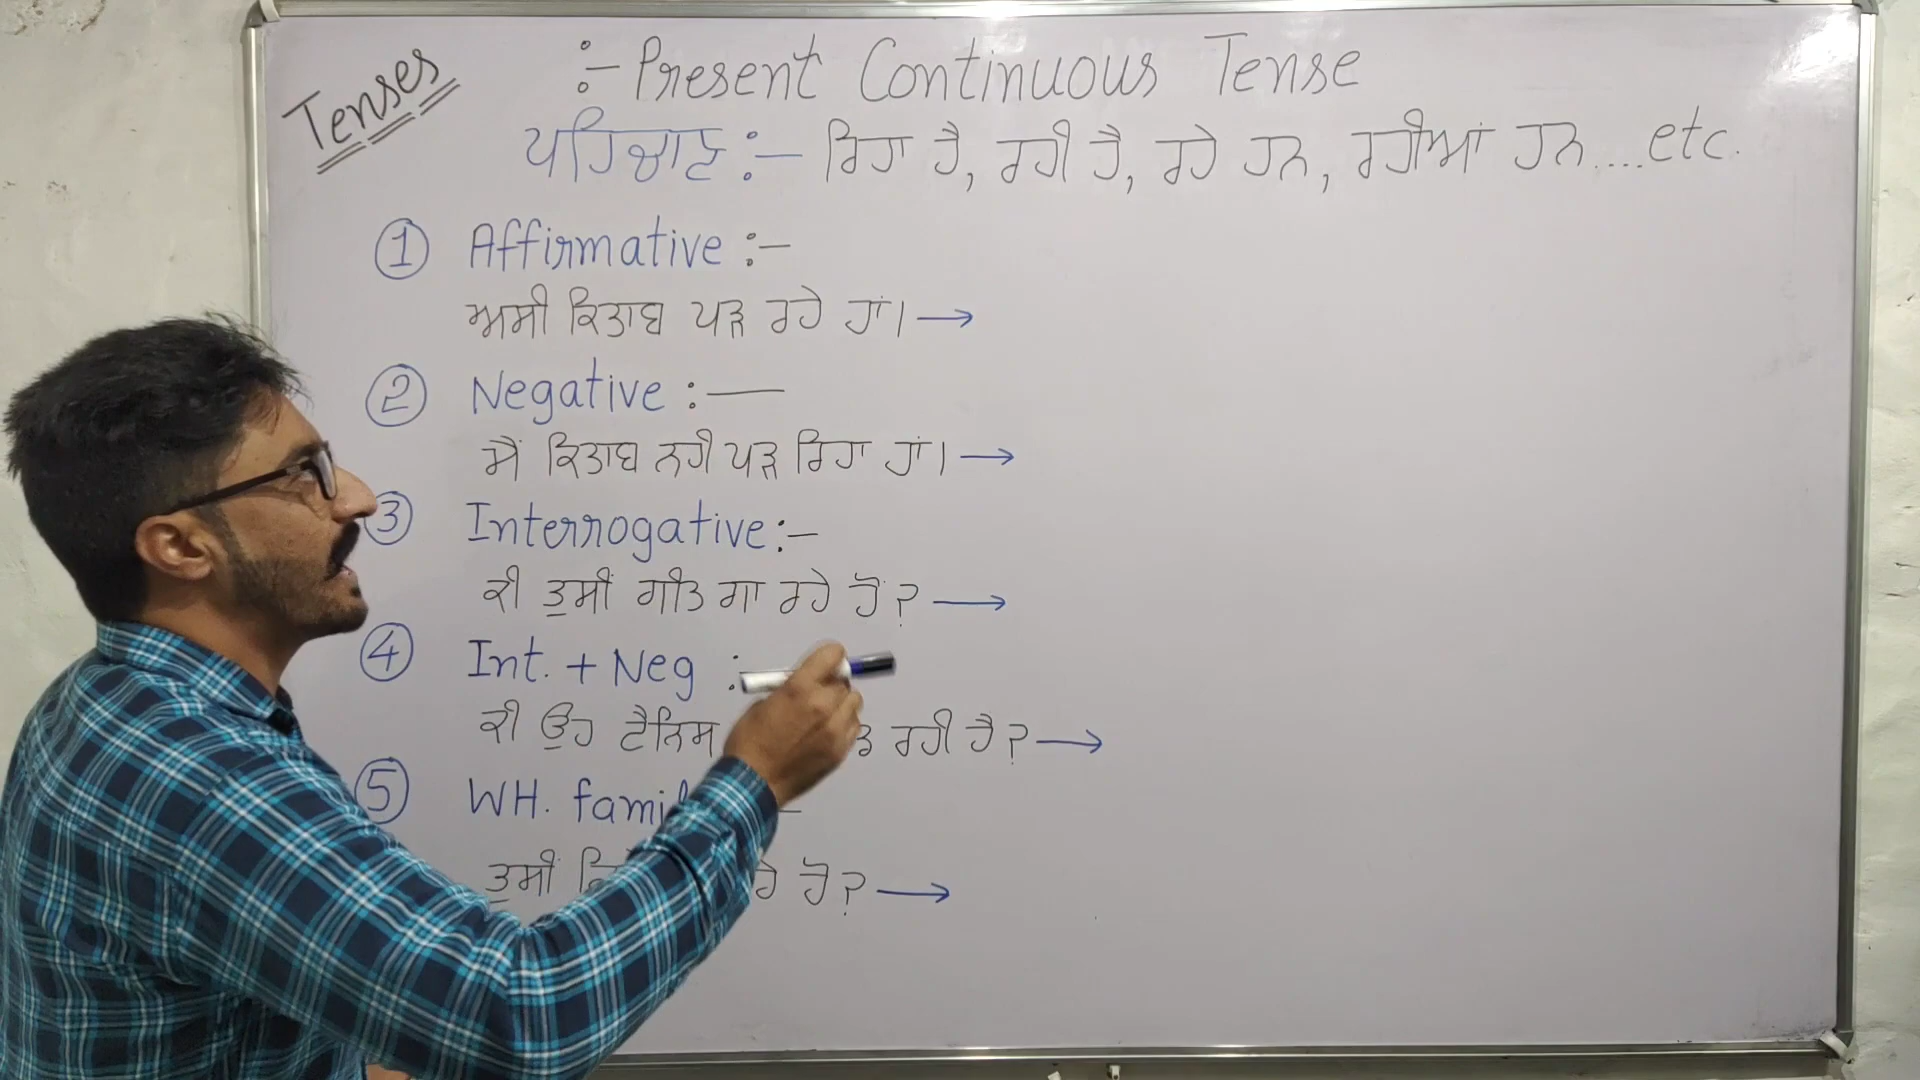 Tenses
:- Present Continuous Tense
ਪਹਿਚਾਣ :- ਰਿਹਾ ਹੈ, ਰਹੀ ਹੈ, ਰਹੇ ਹਨ, ਰਹੀਆਂ ਹਨ....etc.
① Affirmative :-
ਅਸੀ ਕਿਤਾਬ ਪੜ ਰਹੇ ਹਾਂ। →
② Negative :-
ਮੈਂ ਕਿਤਾਬ ਨਹੀ ਪੜ ਰਿਹਾ ਹਾਂ। →
③ Interrogative :-
ਕੀ ਤੁਸੀਂ ਗੀਤ ਗਾ ਰਹੇ ਹੋ? →
④ Int. + Neg :
ਕੀ ਉਹ ਟੈਨਿਸ ਰਹੀ ਹੈ? →
⑤ WH.
ਤੁਸੀਂ ਹੋ? →